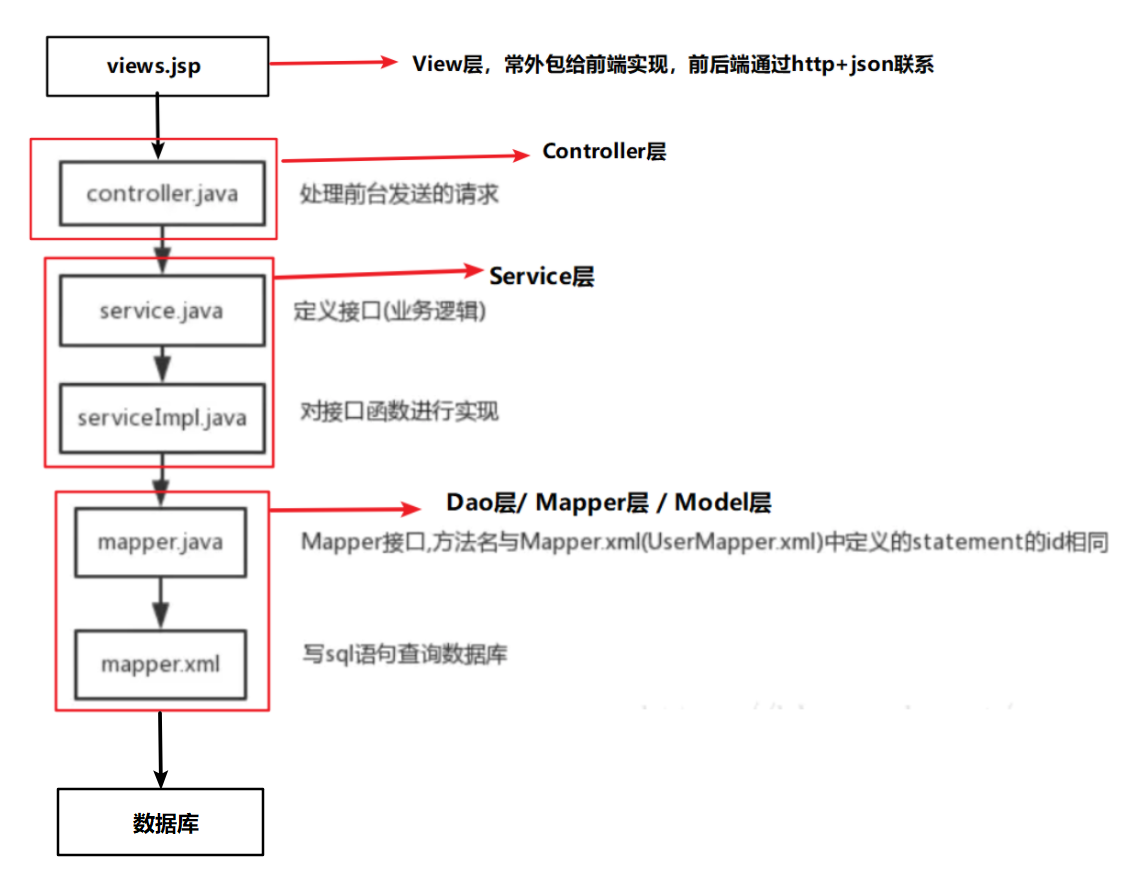 views.jsp
View层，常外包给前端实现，前后端通过http+json联系
Controller层
controller.java
处理前台发送的请求
Service层
service.java
定义接口(业务逻辑)
serviceImpl.java
对接口函数进行实现
Dao层/ Mapper层 / Model层
mapper.java
Mapper接口,方法名与Mapper.xml(UserMapper.xml)中定义的statement的id相同
mapper.xml
写sql语句查询数据库
数据库